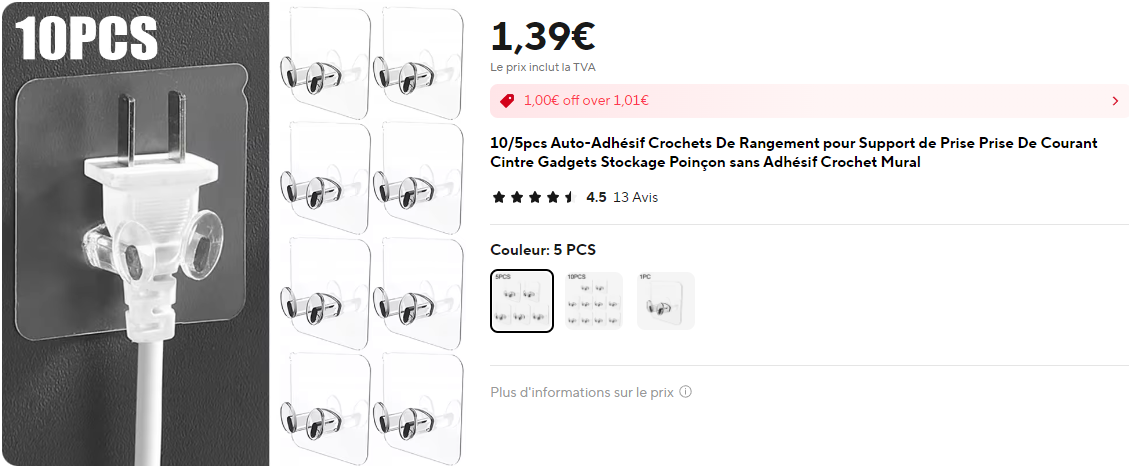 10PCS
1,39€
Le prix inclut la TVA
1,00€ off over 1,01€
10/5pcs Auto-Adhésif Crochets De Rangement pour Support de Prise Prise De Courant
Cintre Gadgets Stockage Poinçon sans Adhésif Crochet Mural
4.5 13 Avis
Couleur: 5 PCS
5PCS 10PCS 1PC
Plus d'informations sur le prix